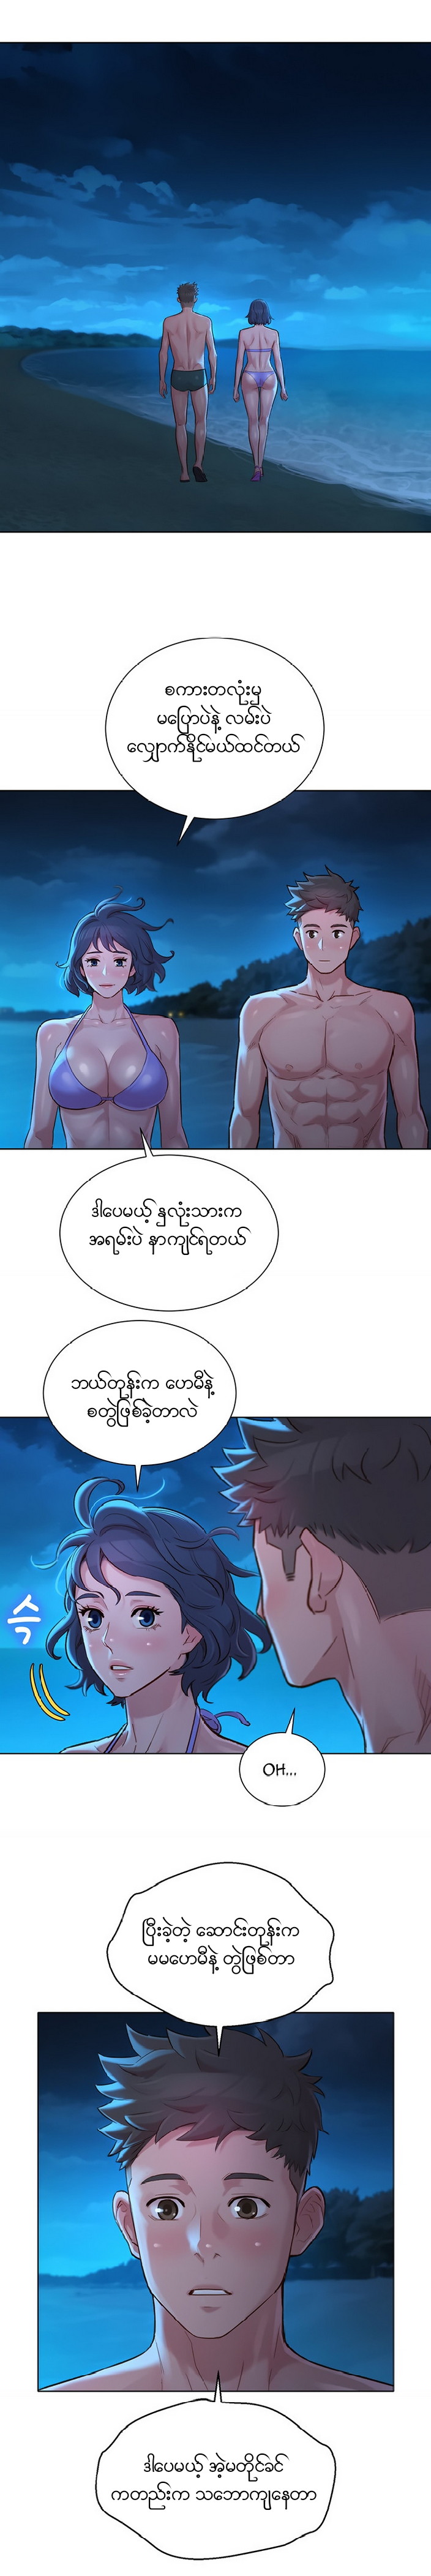 စကားတလုံးမှ
မပြောပဲနဲ့ လမ်းပဲ
လျှောက်နိုင်မယ်ထင်တယ်
ဒါပေမယ့် နှလုံးသားက
အရမ်းပဲ နာကျင်ရတယ်
ဘယ်တုန်းက ဟေမီနဲ့
စတွဲဖြစ်ခဲ့တာလဲ
슥
OH...
ပြီးခဲ့တဲ့ ဆောင်းတုန်းက
မမဟေမီနဲ့ တွဲဖြစ်တာ
ဒါပေမယ့် အဲ့မတိုင်ခင်
ကတည်းက သဘောကျနေတာ